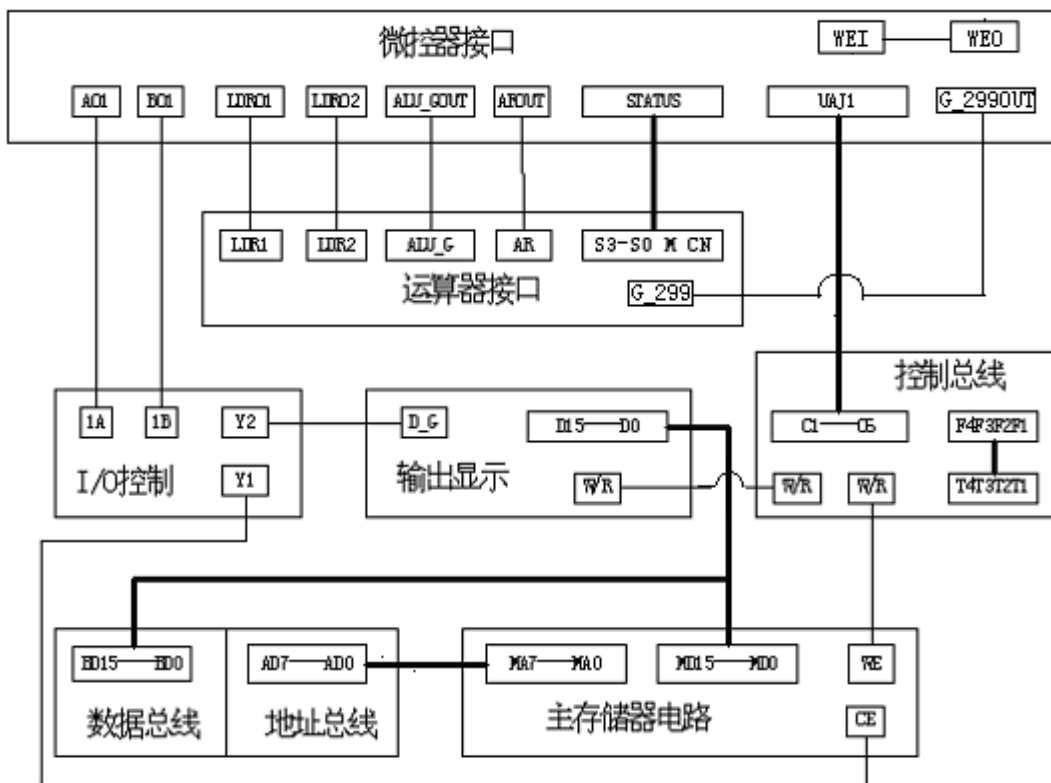 微控器接口
WEI
WEO
AO1
BO1
LDRO1
LDRO2
ALU_GOUT
AROUT
STATUS
UAJ1
G_299OUT
LDR1
LDR2
ALU_G
AR
S3-S0 M CN
运算器接口
G_299
控制总线
1A
1B
Y2
D_G
D15——D0
C1——C6
F4F3F2F1
I/O控制
Y1
输出显示
W/R
W/R
W/R
T4T3T2T1
BD15——BD0
AD7——AD0
MA7——MA0
MD15——MD0
WE
数据总线
地址总线
主存储器电路
CE